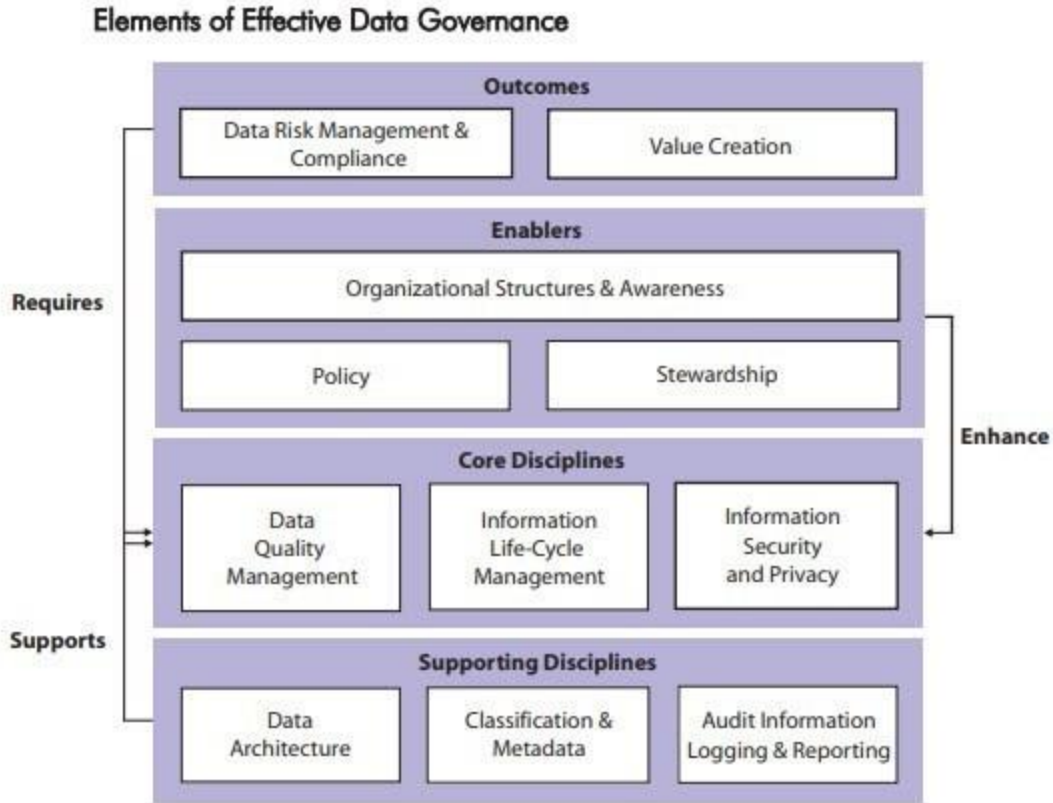 Elements of Effective Data Governance
Outcomes
Data Risk Management &
Compliance
Value Creation
Enablers
Organizational Structures & Awareness
Requires
Policy
Stewardship
Enhance
Core Disciplines
Data
Quality
Management
Information
Life-Cycle
Management
Information
Security
and Privacy
Supports
Supporting Disciplines
Data
Architecture
Classification &
Metadata
Audit Information
Logging & Reporting